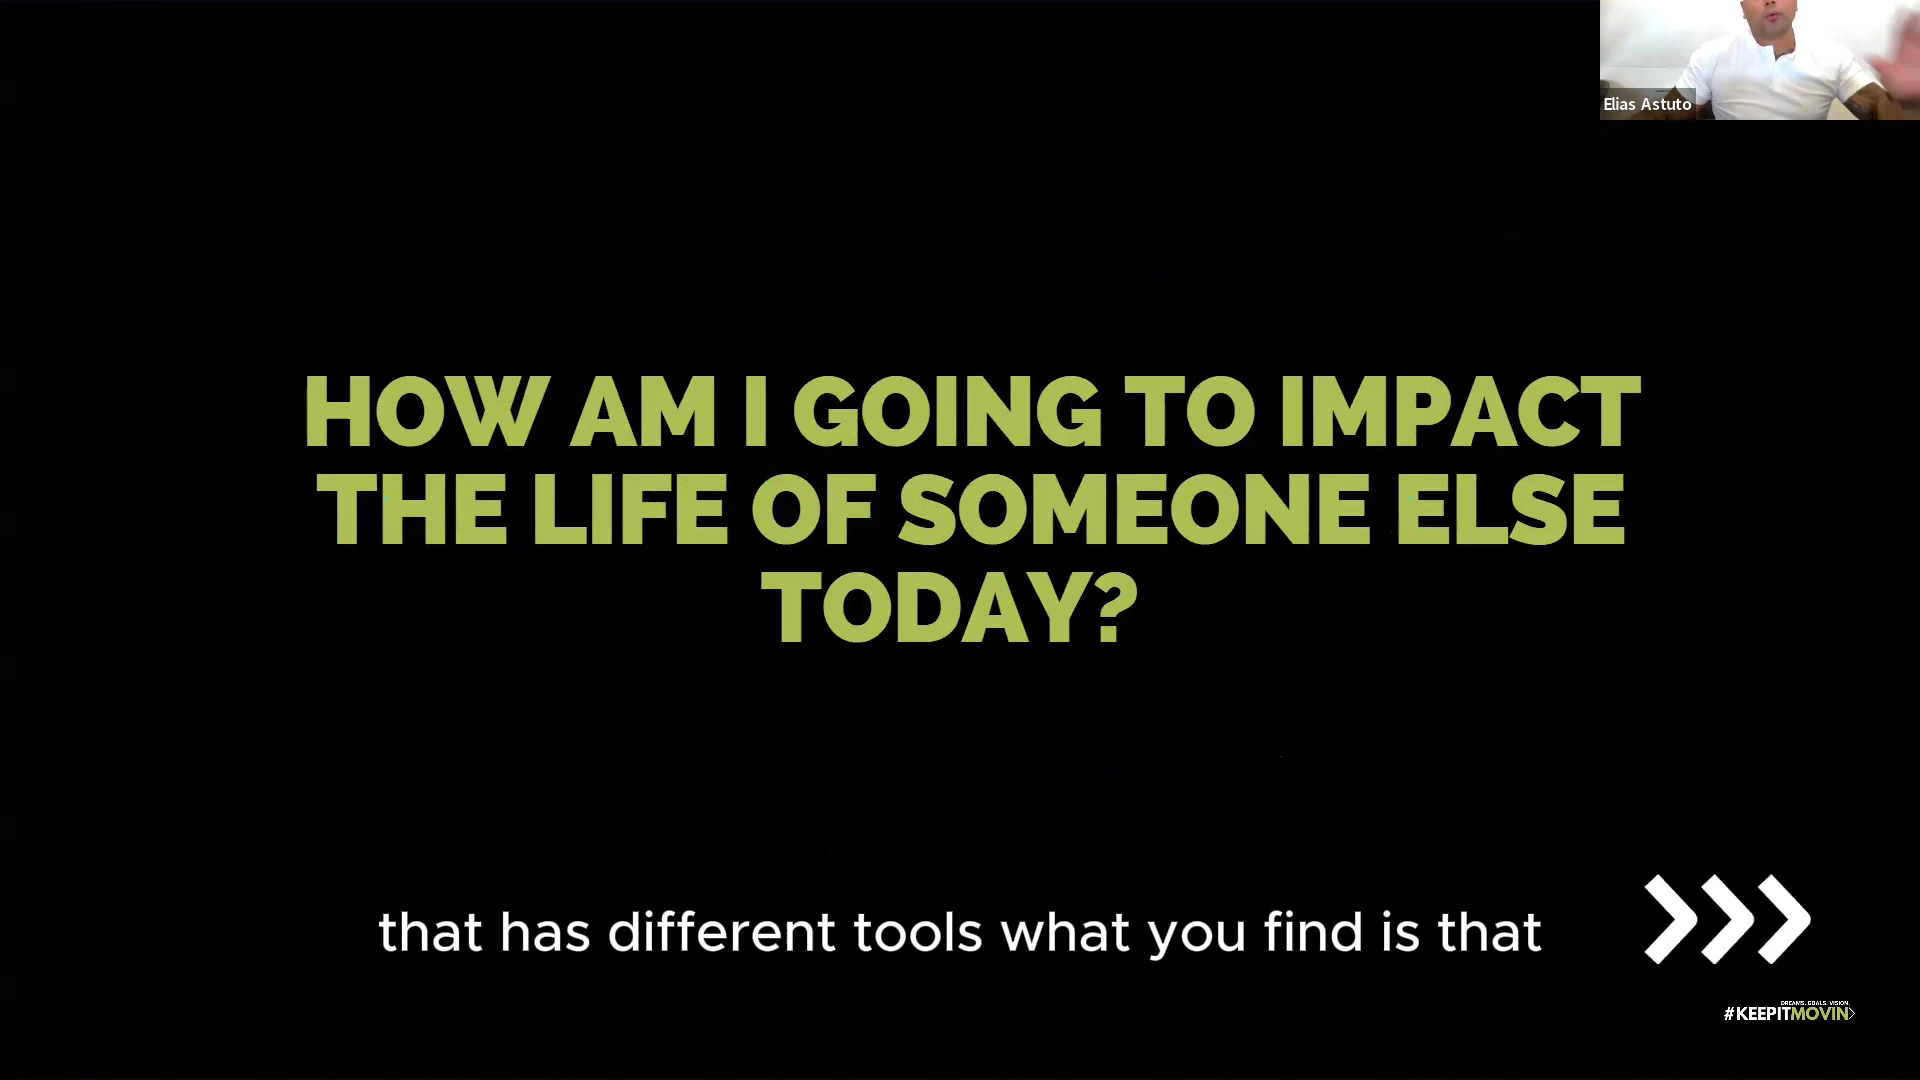 Elias Astuto
HOW AM I GOING TO IMPACT
THE LIFE OF SOMEONE ELSE
TODAY?
that has different tools what you find is that
DREAMS. GOALS. VISION.
#KEEPITMOVIN